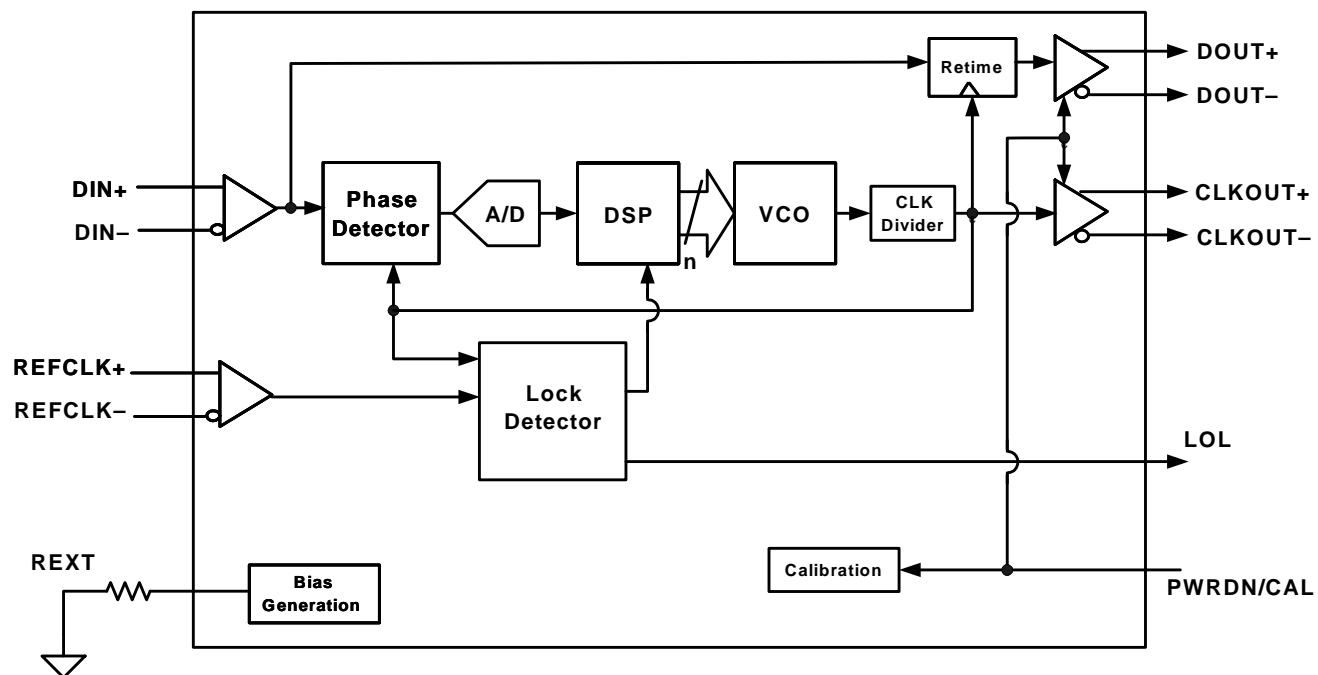 DOUT+
Retime
DOUT–
DIN+
DIN–
Phase
Detector
A/D
DSP
n
VCO
CLK
Divider
CLKOUT+
CLKOUT–
REFCLK+
REFCLK–
Lock
Detector
LOL
REXT
Bias
Generation
Calibration
PWRDN/CAL